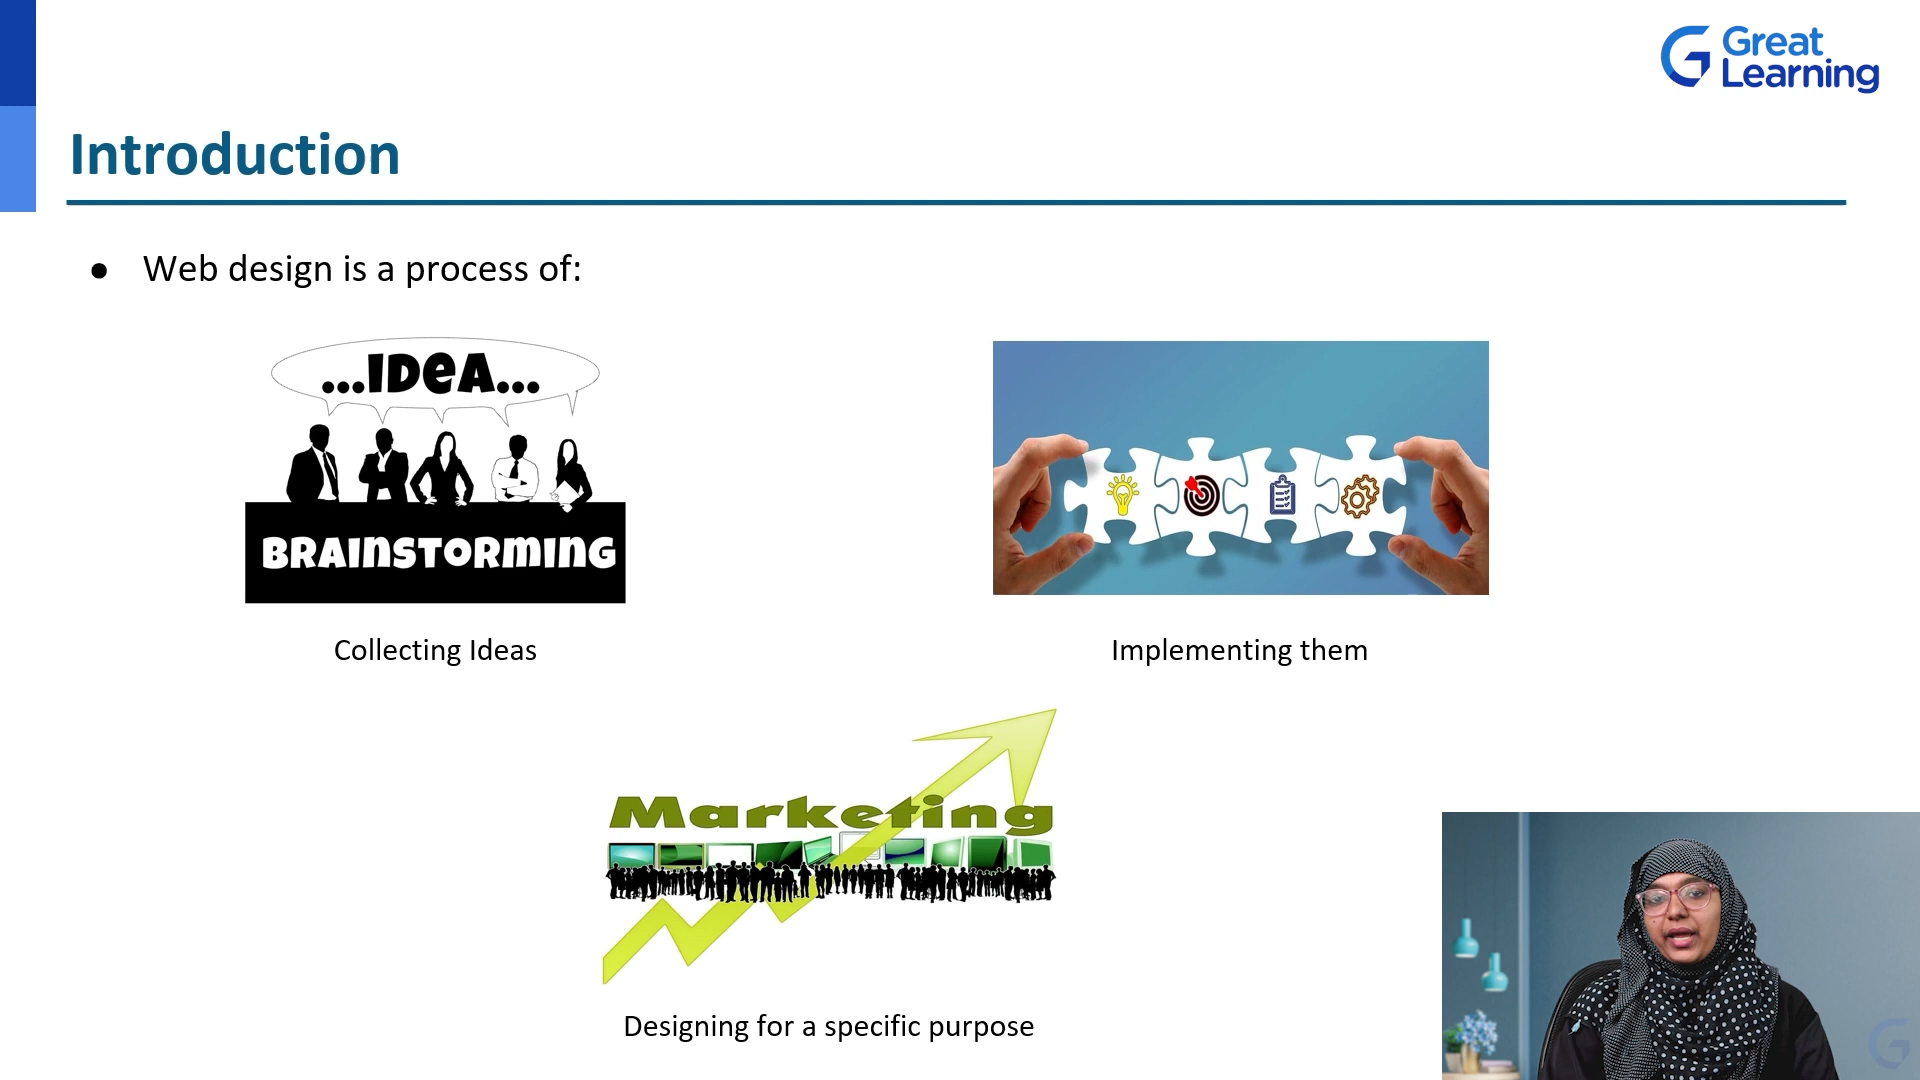 Great
Learning
Introduction
● Web design is a process of:
...IDeA...
BRAINSTORMING
Collecting Ideas
Implementing them
Marketing
Designing for a specific purpose